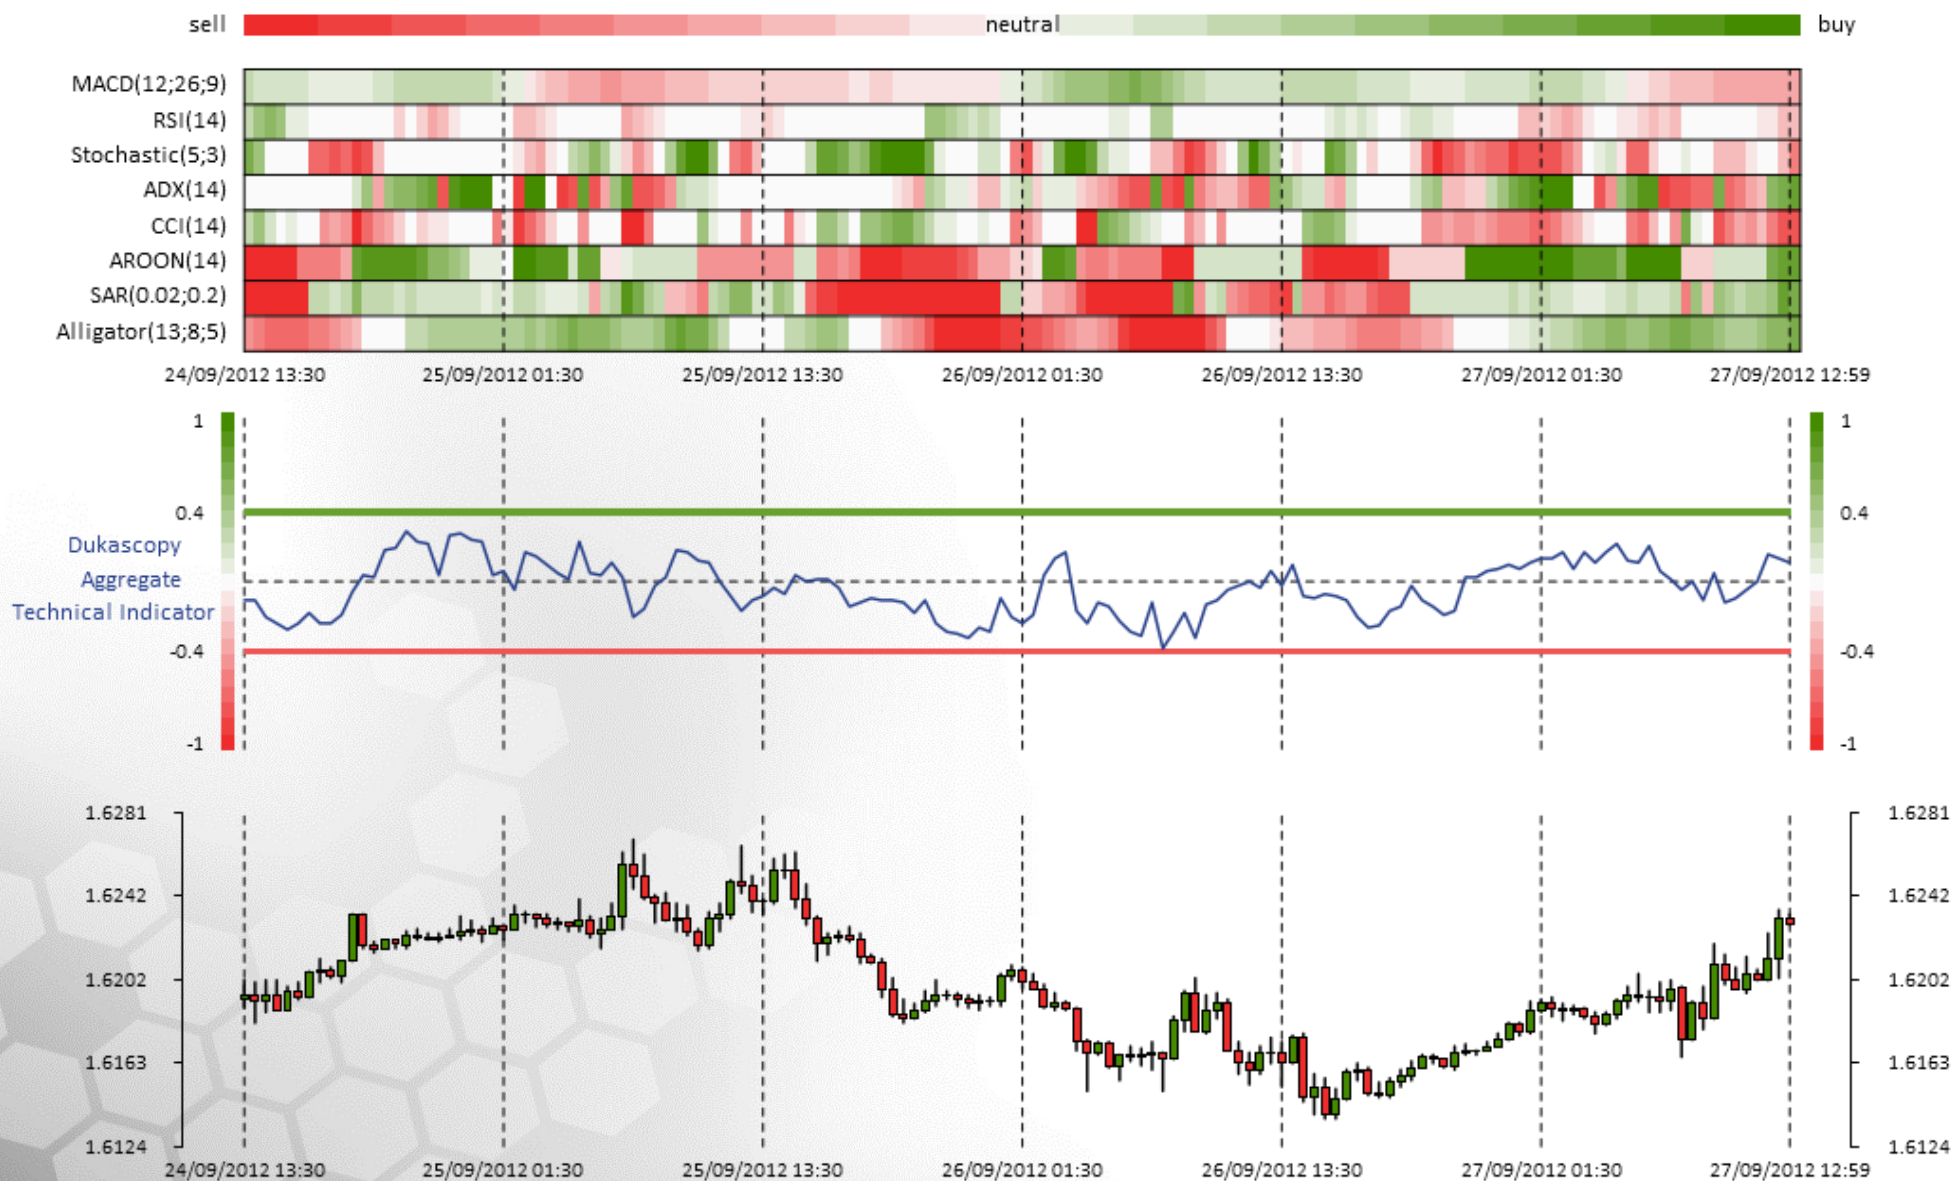 sell neutral buy
MACD(12;26;9)
RSI(14)
Stochastic(5;3)
ADX(14)
CCI(14)
AROON(14)
SAR(0.02;0.2)
Alligator(13;8;5)
24/09/2012 13:30 25/09/2012 01:30 25/09/2012 13:30 26/09/2012 01:30 26/09/2012 13:30 27/09/2012 01:30 27/09/2012 12:59
1 1
0.4 0.4
Dukascopy
Aggregate
Technical Indicator
-0.4 -0.4
-1 -1
1.6281 1.6281
1.6242 1.6242
1.6202 1.6202
1.6163 1.6163
1.6124 1.6124
24/09/2012 13:30 25/09/2012 01:30 25/09/2012 13:30 26/09/2012 01:30 26/09/2012 13:30 27/09/2012 01:30 27/09/2012 12:59